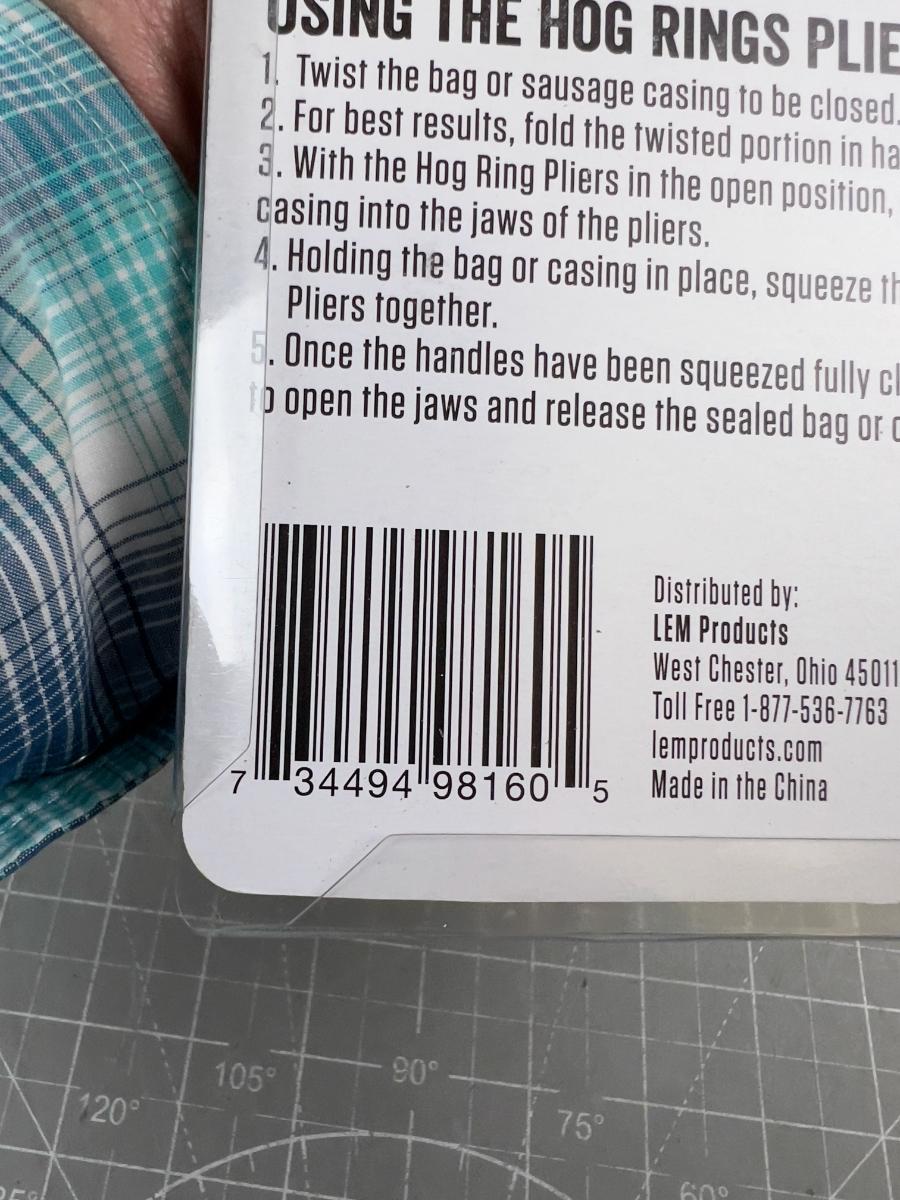 USING THE HOG RINGS PLIE
1. Twist the bag or sausage casing to be closed.
2. For best results, fold the twisted portion in ha
3. With the Hog Ring Pliers in the open position,
casing into the jaws of the pliers.
4. Holding the bag or casing in place, squeeze th
Pliers together.
5. Once the handles have been squeezed fully cl
to open the jaws and release the sealed bag or c
Distributed by:
LEM Products
West Chester, Ohio 45011
Toll Free 1-877-536-7763
lemproducts.com
Made in the China
7 34494 98160 5
105° 90°
120° 75°
60°